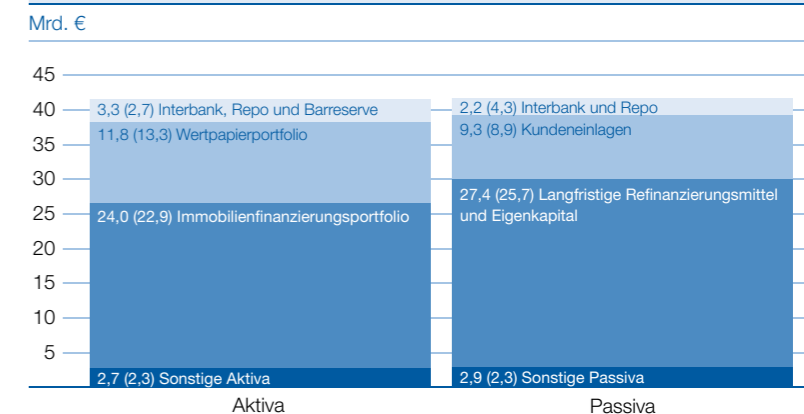 Mrd. €
45
40
35
30
25
20
15
10
5
3,3 (2,7) Interbank, Repo und Barreserve
11,8 (13,3) Wertpapierportfolio
24,0 (22,9) Immobilienfinanzierungsportfolio
2,7 (2,3) Sonstige Aktiva
2,2 (4,3) Interbank und Repo
9,3 (8,9) Kundeneinlagen
27,4 (25,7) Langfristige Refinanzierungsmittel
und Eigenkapital
2,9 (2,3) Sonstige Passiva
Aktiva
Passiva